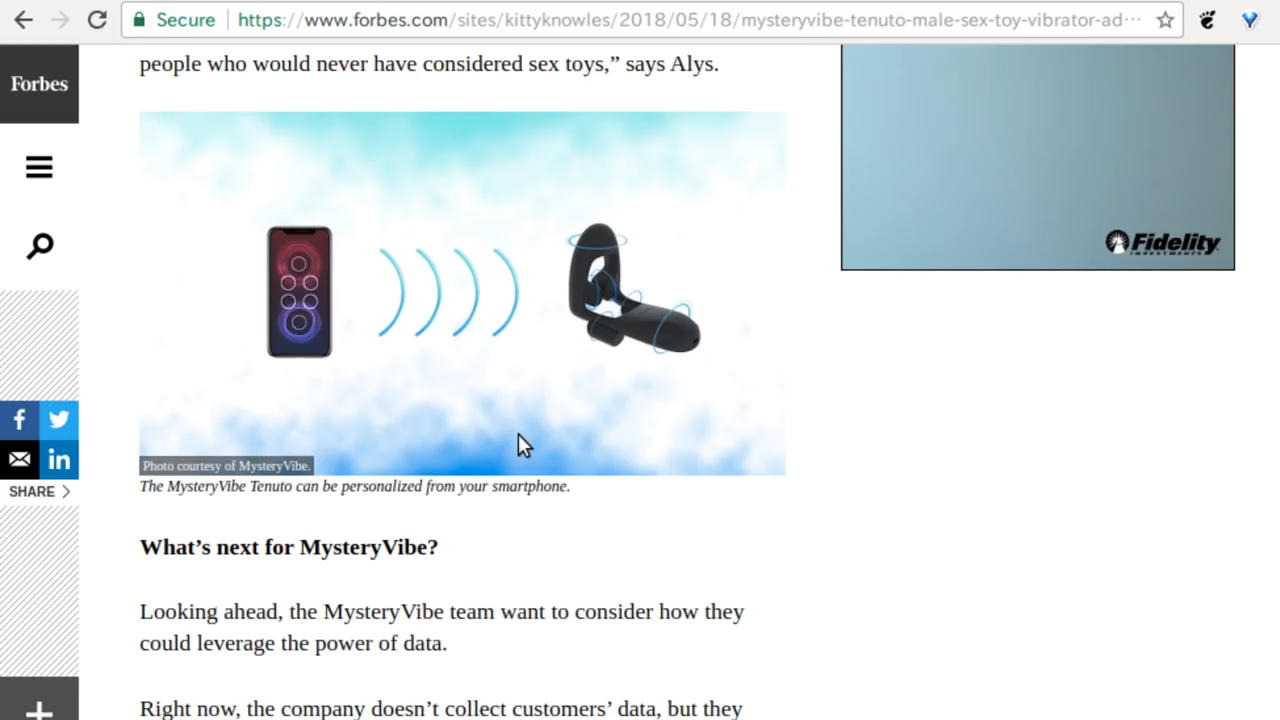 Secure
https://www.forbes.com/sites/kittyknowles/2018/05/18/mysteryvibe-tenuto-male-sex-toy-vibrator-ad…
Forbes
people who would never have considered sex toys,” says Alys.
Fidelity
INVESTMENTS
Photo courtesy of MysteryVibe.
The MysteryVibe Tenuto can be personalized from your smartphone.
SHARE
What’s next for MysteryVibe?
Looking ahead, the MysteryVibe team want to consider how they
could leverage the power of data.
Right now, the company doesn’t collect customers’ data, but they